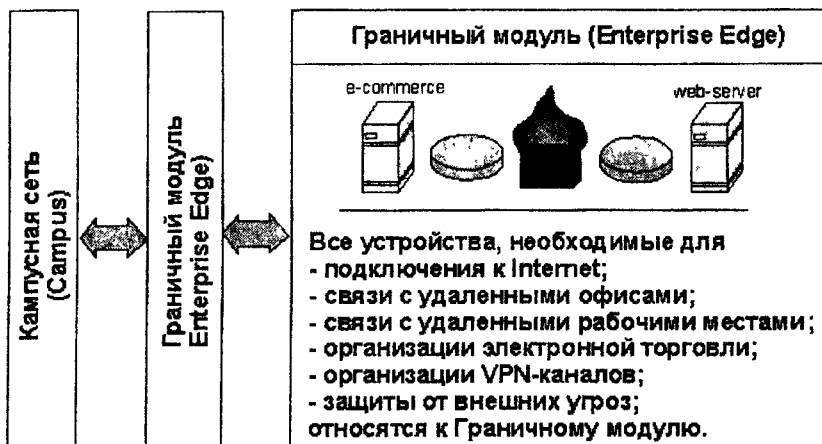 Кампусная сеть
(Campus)
Граничный модуль
Enterprise Edge)
Граничный модуль (Enterprise Edge)
e-commerce
web-server
Все устройства, необходимые для
- подключения к Internet;
- связи с удаленными офисами;
- связи с удаленными рабочими местами;
- организации электронной торговли;
- организации VPN-каналов;
- защиты от внешних угроз;
относятся к Граничному модулю.